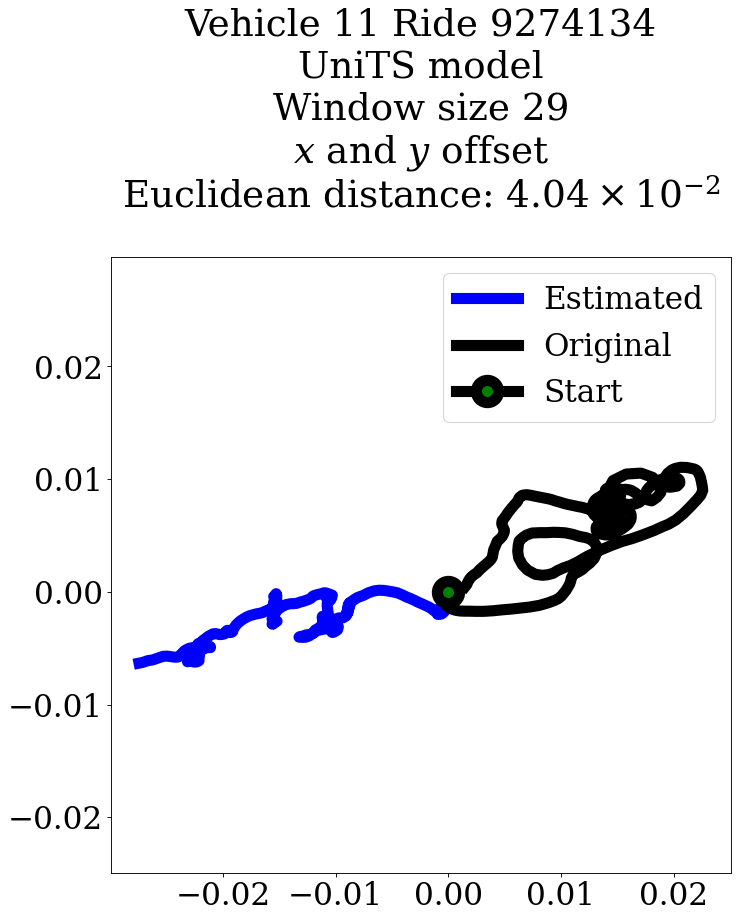 Vehicle 11 Ride 9274134
UniTS model
Window size 29
x and y offset
Euclidean distance: 4.04 × 10⁻²
Estimated
Original
Start
0.02
0.01
0.00
−0.01
−0.02
−0.02 −0.01 0.00 0.01 0.02